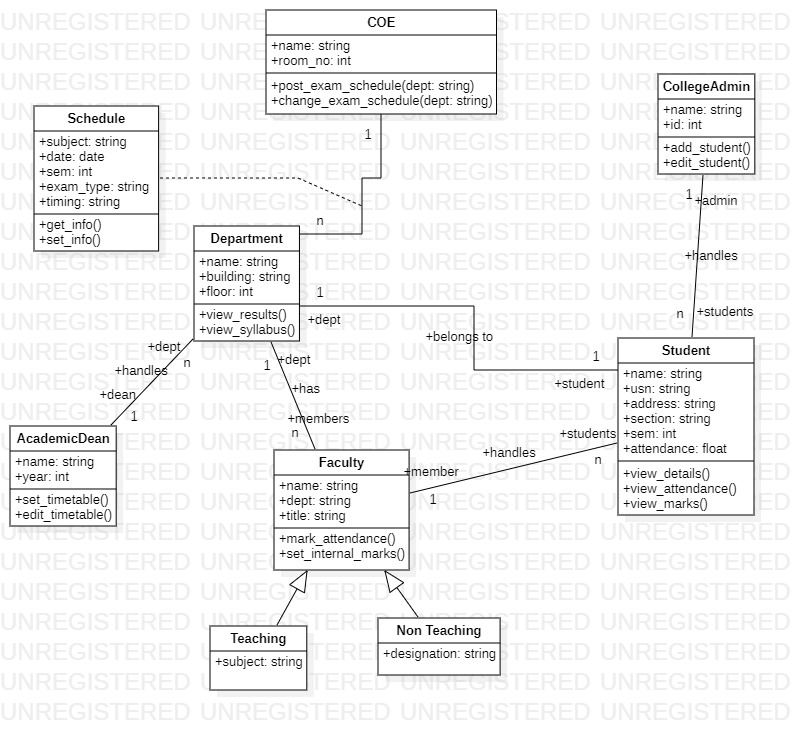 COE
+name: string
+room_no: int
+post_exam_schedule(dept: string)
+change_exam_schedule(dept: string)
CollegeAdmin
+name: string
+id: int
+add_student()
+edit_student()
Schedule
+subject: string
+date: date
+sem: int
+exam_type: string
+timing: string
+get_info()
+set_info()
1
n
1
+admin
+handles
n
+students
Department
+name: string
+building: string
+floor: int
+view_results()
+view_syllabus()
1
+dept
+belongs to
1
+student
Student
+name: string
+usn: string
+address: string
+section: string
+sem: int
+attendance: float
+view_details()
+view_attendance()
+view_marks()
+dept
n
+handles
+dean
1
1
+dept
+has
+members
n
AcademicDean
+name: string
+year: int
+set_timetable()
+edit_timetable()
Faculty
+name: string
+dept: string
+title: string
+mark_attendance()
+set_internal_marks()
+member
1
+handles
+students
n
Teaching
+subject: string
Non Teaching
+designation: string
UNREGISTERED UNREGISTERED UNREGISTERED UNREGISTERED